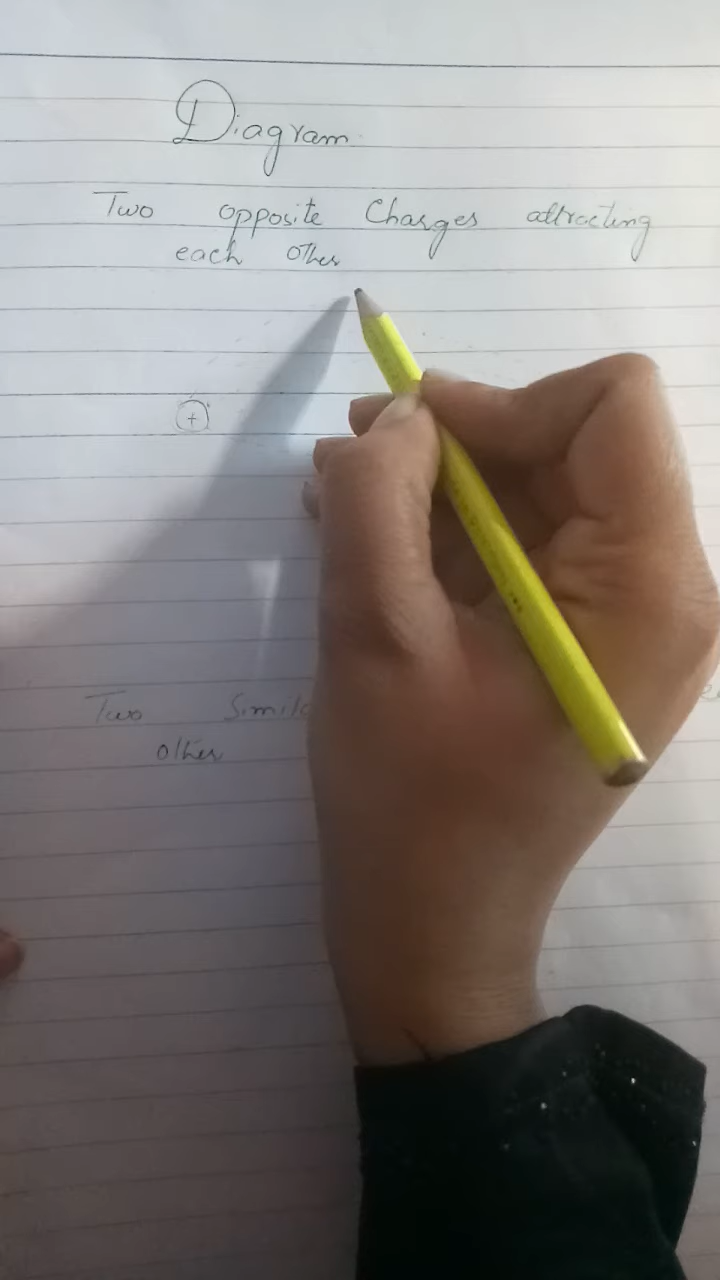 Diagram.
Two opposite Charges attracting
each other
+
Two
other